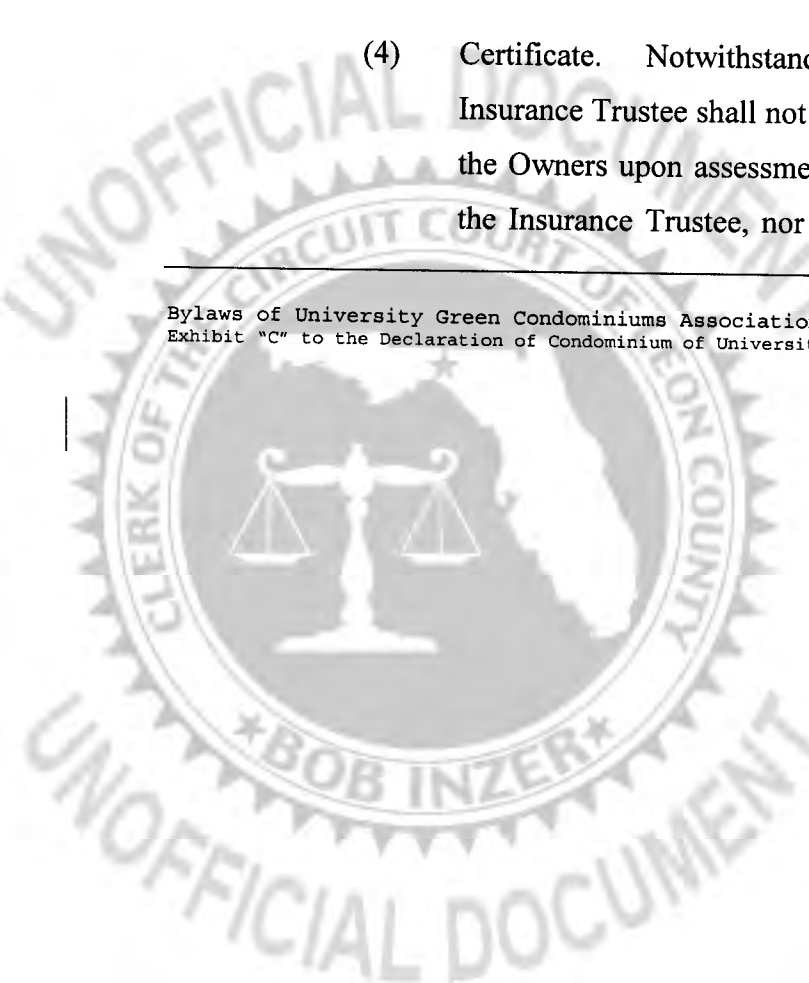 (4) Certificate. Notwithstand
Insurance Trustee shall not
the Owners upon assessme
the Insurance Trustee, nor
Bylaws of University Green Condominiums Associatio
Exhibit "C" to the Declaration of Condominium of Universit
UNOFFICIAL DOCUMENT
CLERK OF THE CIRCUIT COURT OF LEON COUNTY
★BOB INZER★
UNOFFICIAL DOCUMENT